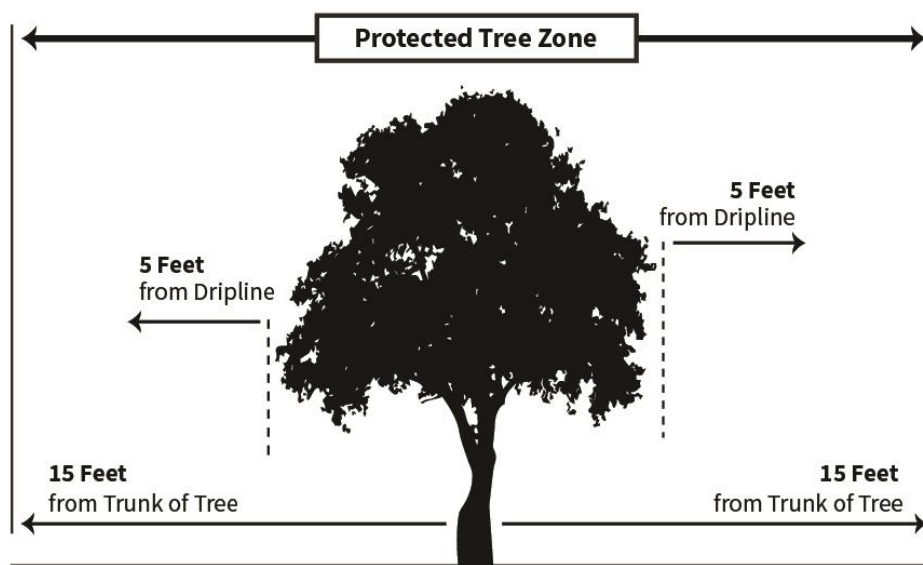 Protected Tree Zone
5 Feet
from Dripline
5 Feet
from Dripline
15 Feet
from Trunk of Tree
15 Feet
from Trunk of Tree